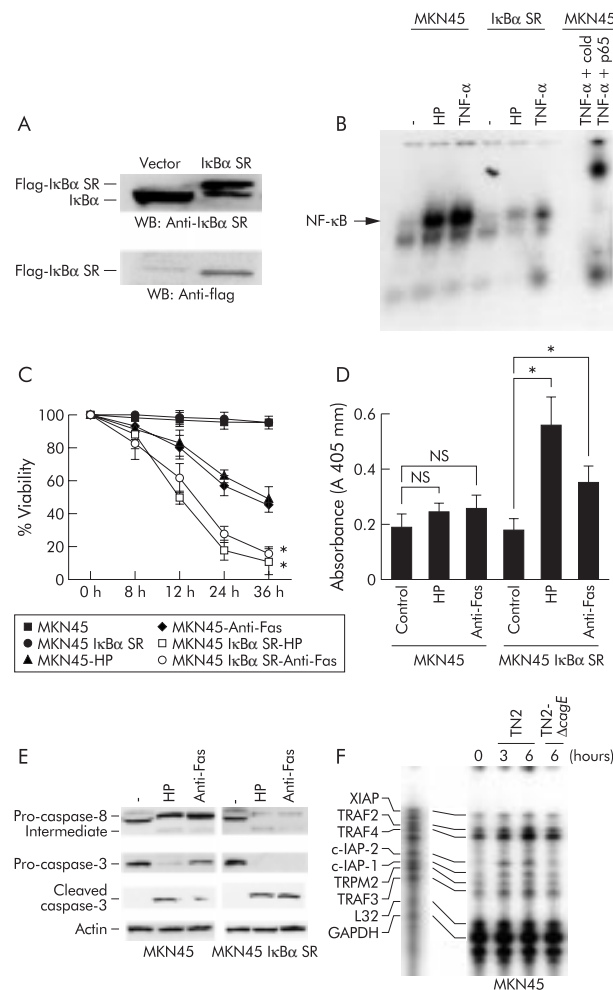 A
Vector IκBα SR
Flag-IκBα SR
IκBα
WB: Anti-IκBα SR
Flag-IκBα SR
WB: Anti-flag
B
MKN45 IκBα SR MKN45
- HP TNF-α - HP TNF-α TNF-α + cold TNF-α + p65
NF-κB
C
% Viability
100
80
60
40
20
0
0 h 8 h 12 h 24 h 36 h
*
*
MKN45 MKN45-Anti-Fas
MKN45 IκBα SR MKN45 IκBα SR-HP
MKN45-HP MKN45 IκBα SR-Anti-Fas
D
Absorbance (A 405 mm)
0.6
0.4
0.2
0
NS
NS
*
*
Control HP Anti-Fas Control HP Anti-Fas
MKN45 MKN45 IκBα SR
E
- HP Anti-Fas - HP Anti-Fas
Pro-caspase-8
Intermediate
Pro-caspase-3
Cleaved
caspase-3
Actin
MKN45 MKN45 IκBα SR
F
TN2 TN2-
ΔcagE
0 3 6 6 (hours)
XIAP
TRAF2
TRAF4
c-IAP-2
c-IAP-1
TRPM2
TRAF3
L32
GAPDH
MKN45